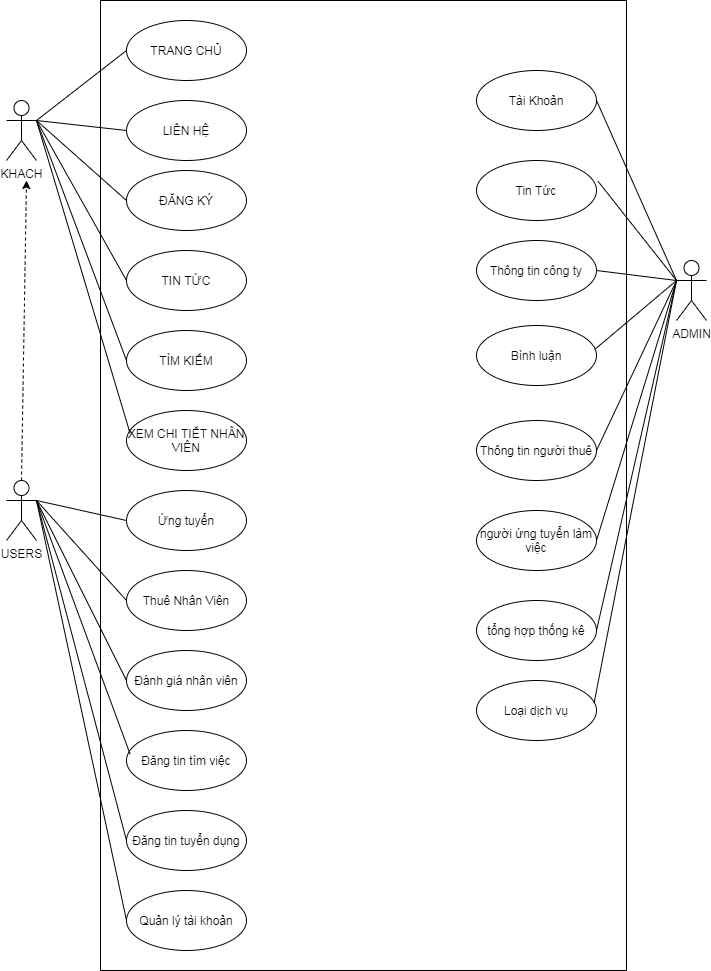 TRANG CHỦ
LIÊN HỆ
KHACH
ĐĂNG KÝ
TIN TỨC
TÌM KIẾM
XEM CHI TIẾT NHÂN
VIÊN
USERS
Ứng tuyển
Thuê Nhân Viên
Đánh giá nhân viên
Đăng tin tìm việc
Đăng tin tuyển dụng
Quản lý tài khoản
Tài Khoản
Tin Tức
Thông tin công ty
ADMIN
Bình luận
Thông tin người thuê
người ứng tuyển làm
việc
tổng hợp thống kê
Loại dịch vụ